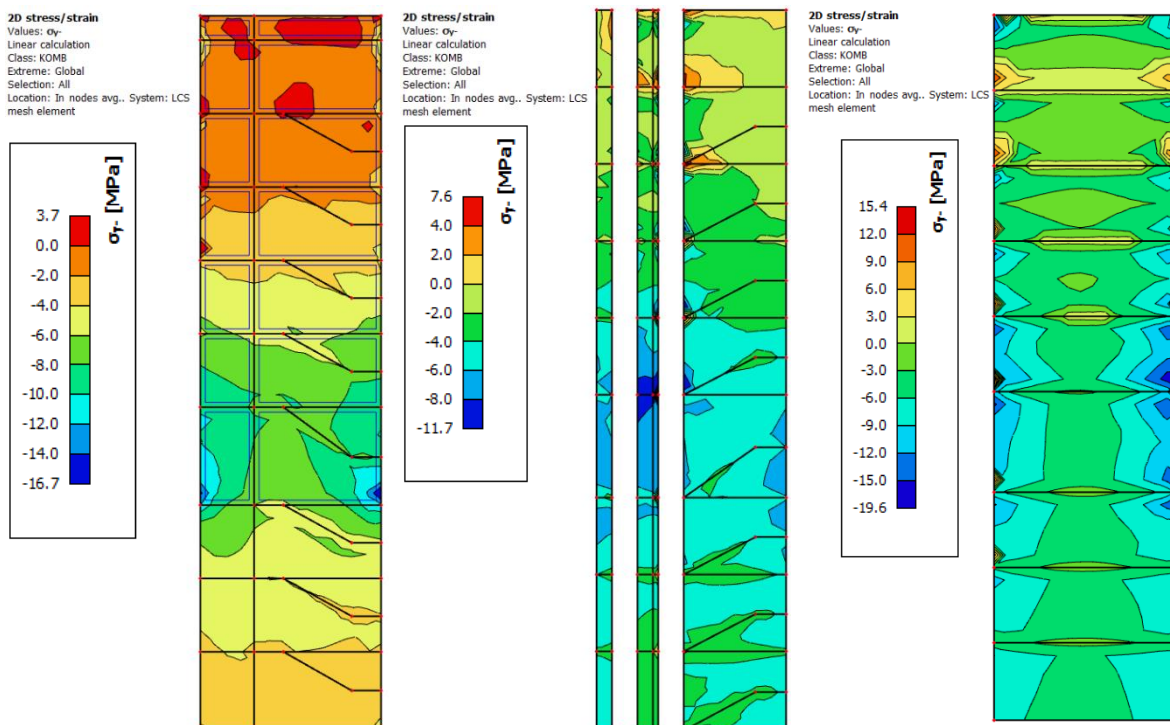 2D stress/strain
Values: σy-
Linear calculation
Class: KOMB
Extreme: Global
Selection: All
Location: In nodes avg.. System: LCS
mesh element
σy- [MPa]
3.7
0.0
-2.0
-4.0
-6.0
-8.0
-10.0
-12.0
-14.0
-16.7
2D stress/strain
Values: σy-
Linear calculation
Class: KOMB
Extreme: Global
Selection: All
Location: In nodes avg.. System: LCS
mesh element
σy- [MPa]
7.6
4.0
2.0
0.0
-2.0
-4.0
-6.0
-8.0
-11.7
2D stress/strain
Values: σy-
Linear calculation
Class: KOMB
Extreme: Global
Selection: All
Location: In nodes avg.. System: LCS
mesh element
σy- [MPa]
15.4
12.0
9.0
6.0
3.0
0.0
-3.0
-6.0
-9.0
-12.0
-15.0
-19.6